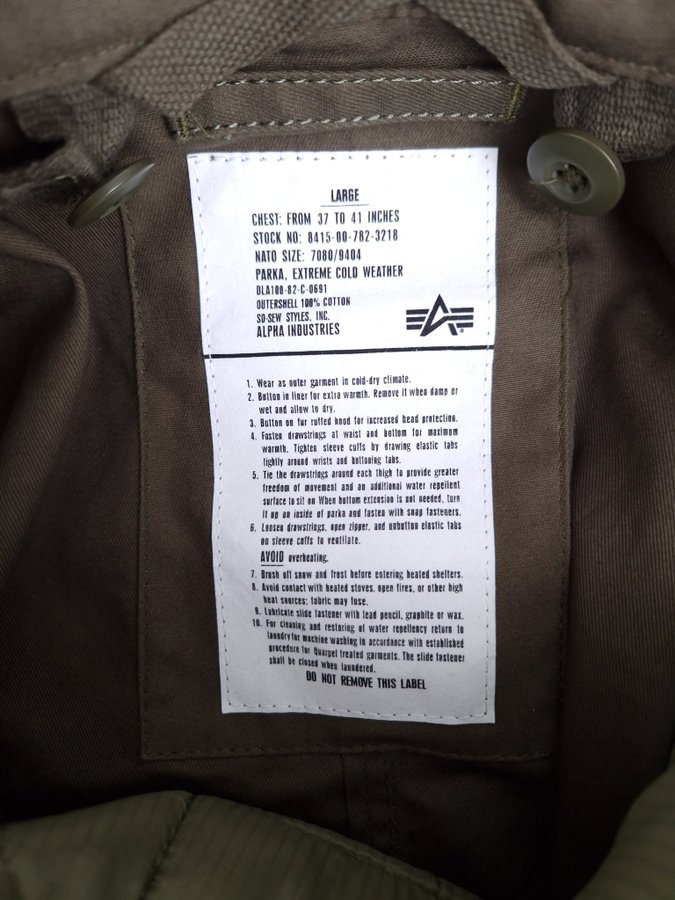 LARGE
CHEST: FROM 37 TO 41 INCHES
STOCK NO: 8415-00-782-3218
NATO SIZE: 7080/9404
PARKA, EXTREME COLD WEATHER
DLA100-82-C-0691
OUTERSHELL 100% COTTON
SO-SEW STYLES, INC.
ALPHA INDUSTRIES
1. Wear as outer garment in cold-dry climate.
2. Button in liner for extra warmth. Remove it when damp or
wet and allow to dry.
3. Button on fur ruffed hood for increased head protection.
4. Fasten drawstrings at waist and bottom for maximum
warmth. Tighten sleeve cuffs by drawing elastic tabs
tightly around wrists and buttoning tabs.
5. Tie the drawstrings around each thigh to provide greater
freedom of movement and an additional water repellent
surface to sit on When bottom extension is not needed, turn
it up on inside of parka and fasten with snap fasteners.
6. Loosen drawstrings, open zipper, and unbutton elastic tabs
on sleeve cuffs to ventilate.
AVOID overheating.
7. Brush off snow and frost before entering heated shelters.
8. Avoid contact with heated stoves, open fires, or other high
heat sources; fabric may fuse.
9. Lubricate slide fastener with lead pencil, graphite or wax.
10. For cleaning and restoring of water repellency return to
laundry for machine washing in accordance with established
procedure for Quarpel treated garments. The slide fastener
shall be closed when laundered.
DO NOT REMOVE THIS LABEL